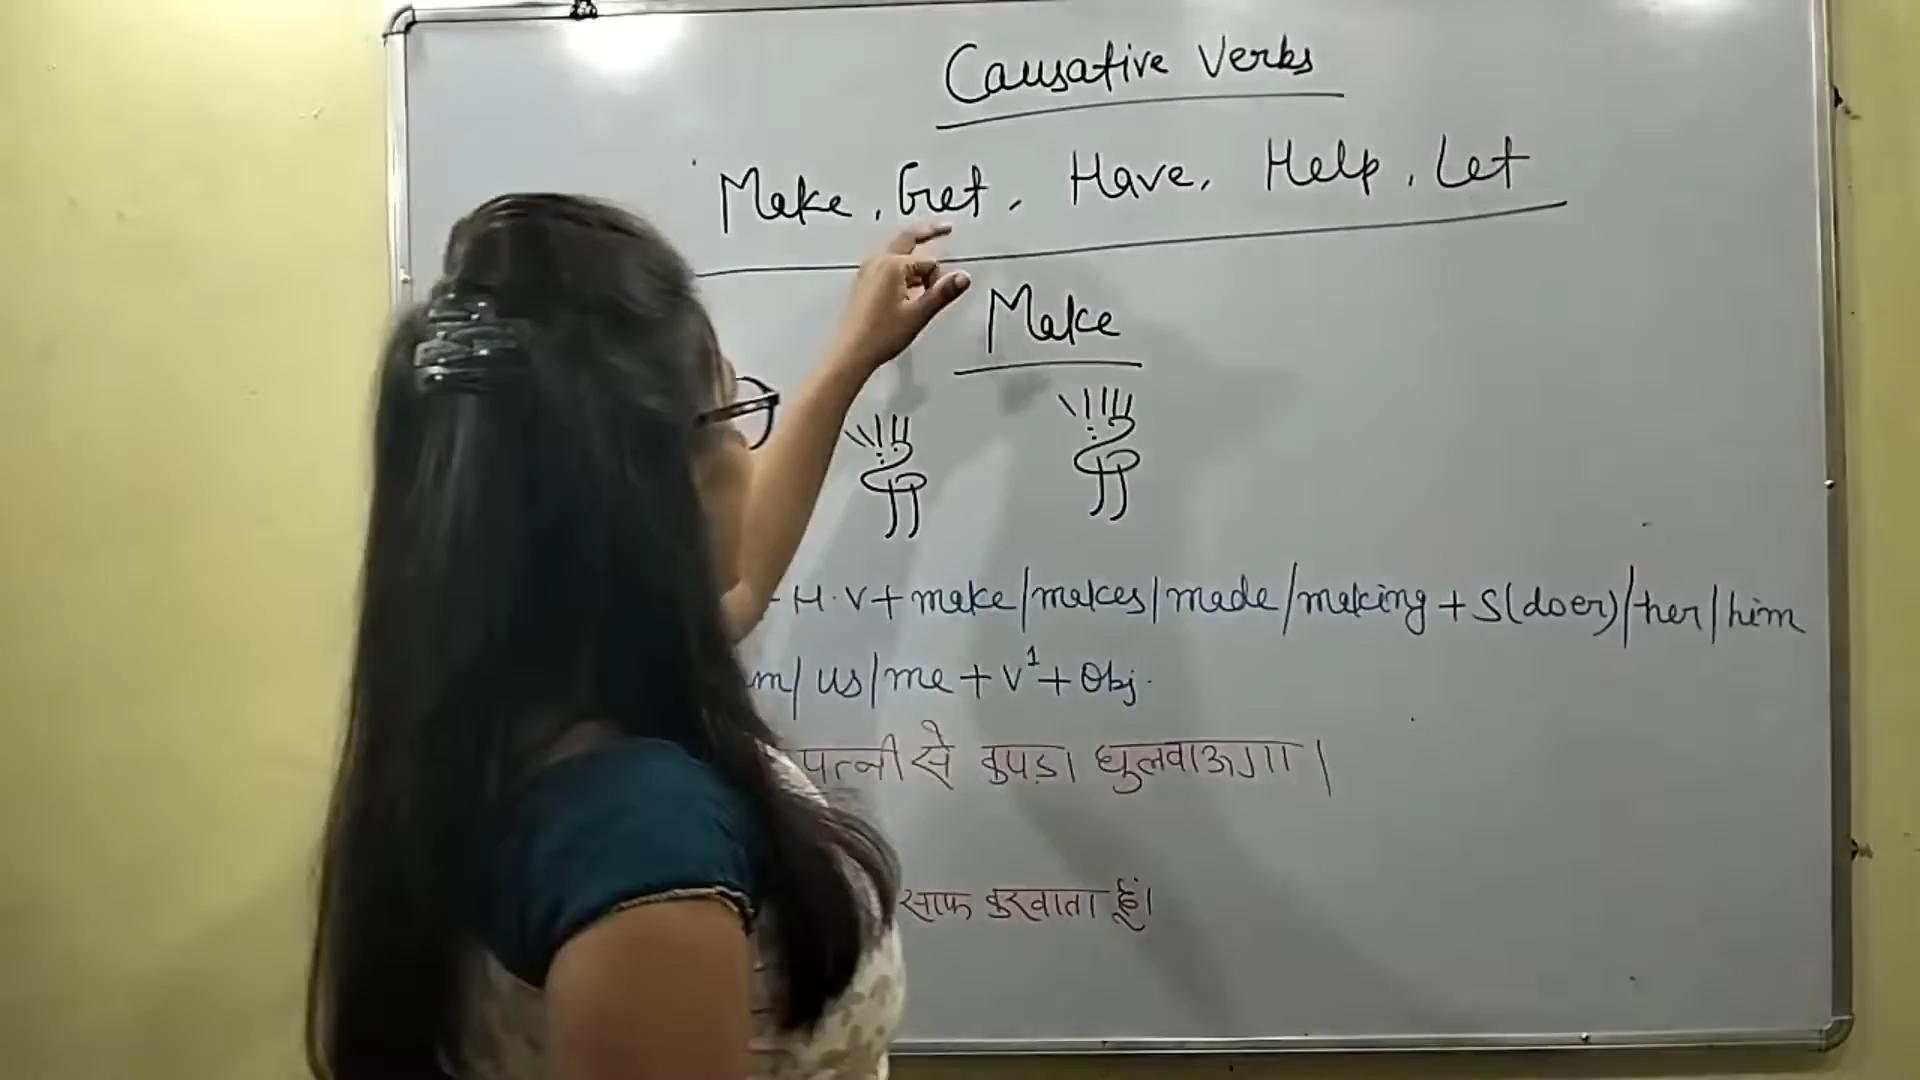 Causative Verbs
Make, Get, Have, Help, Let
Make
- H.V + make/makes/made/making + S(doer)/her/him
m/us/me + V¹ + Obj.
पत्नी से कपड़ा धुलवाऊगा।
साफ करवाता हूं।